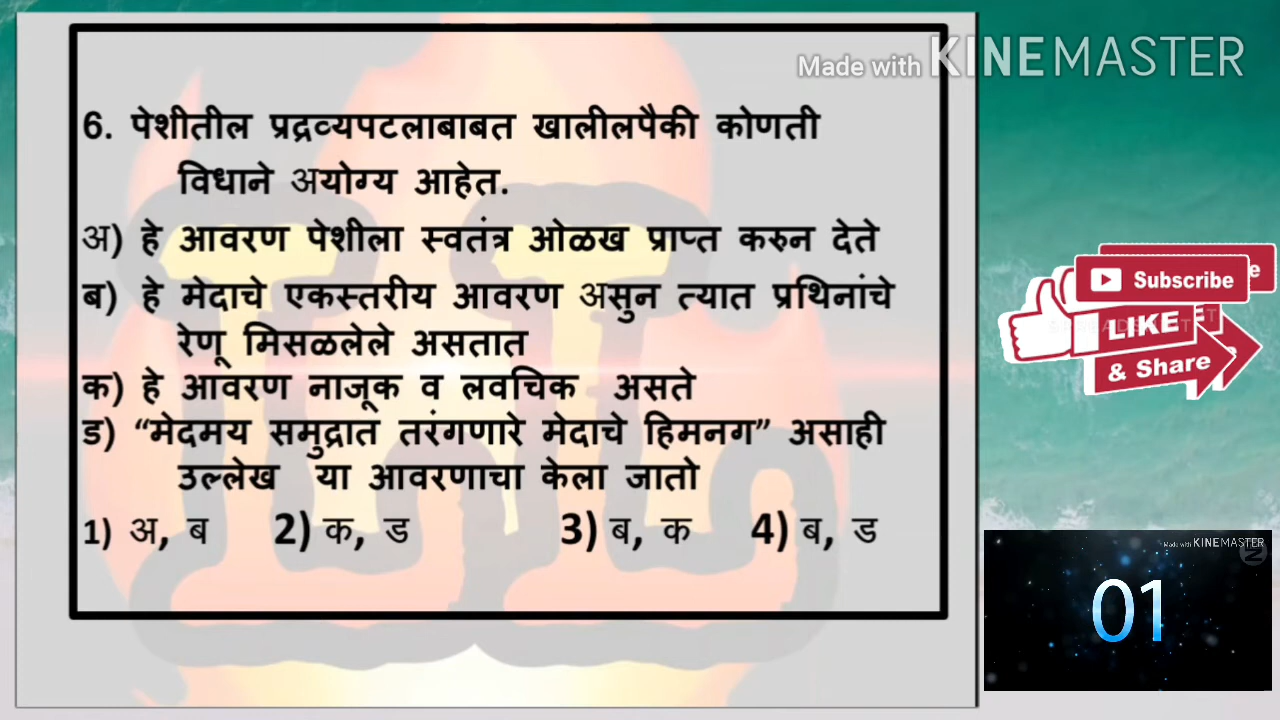 Made with KINEMASTER
6. पेशीतील प्रद्रव्यपटलाबाबत खालीलपैकी कोणती
विधाने अयोग्य आहेत.
अ) हे आवरण पेशीला स्वतंत्र ओळख प्राप्त करुन देते
ब) हे मेदाचे एकस्तरीय आवरण असुन त्यात प्रथिनांचे
रेणू मिसळलेले असतात
क) हे आवरण नाजूक व लवचिक असते
ड) “मेदमय समुद्रात तरंगणारे मेदाचे हिमनग” असाही
उल्लेख या आवरणाचा केला जातो
1) अ, ब 2) क, ड 3) ब, क 4) ब, ड
Subscribe
LIKE
& Share
Made with KINEMASTER
01